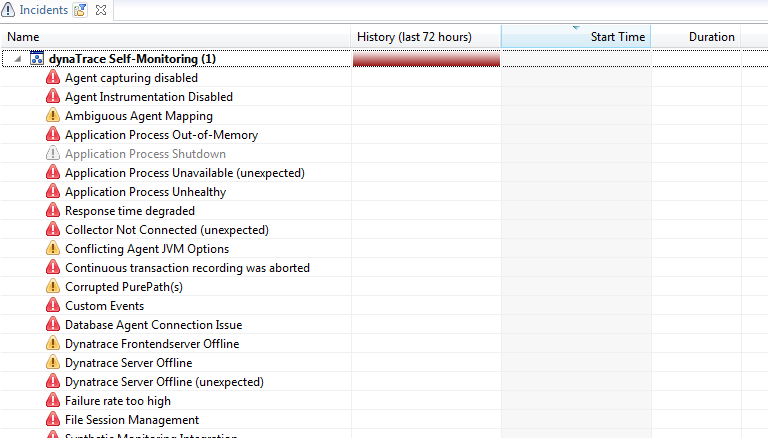 Incidents
Name History (last 72 hours) Start Time Duration
dynaTrace Self-Monitoring (1)
Agent capturing disabled
Agent Instrumentation Disabled
Ambiguous Agent Mapping
Application Process Out-of-Memory
Application Process Shutdown
Application Process Unavailable (unexpected)
Application Process Unhealthy
Response time degraded
Collector Not Connected (unexpected)
Conflicting Agent JVM Options
Continuous transaction recording was aborted
Corrupted PurePath(s)
Custom Events
Database Agent Connection Issue
Dynatrace Frontendserver Offline
Dynatrace Server Offline
Dynatrace Server Offline (unexpected)
Failure rate too high
File Session Management
Synthetic Monitoring Integration